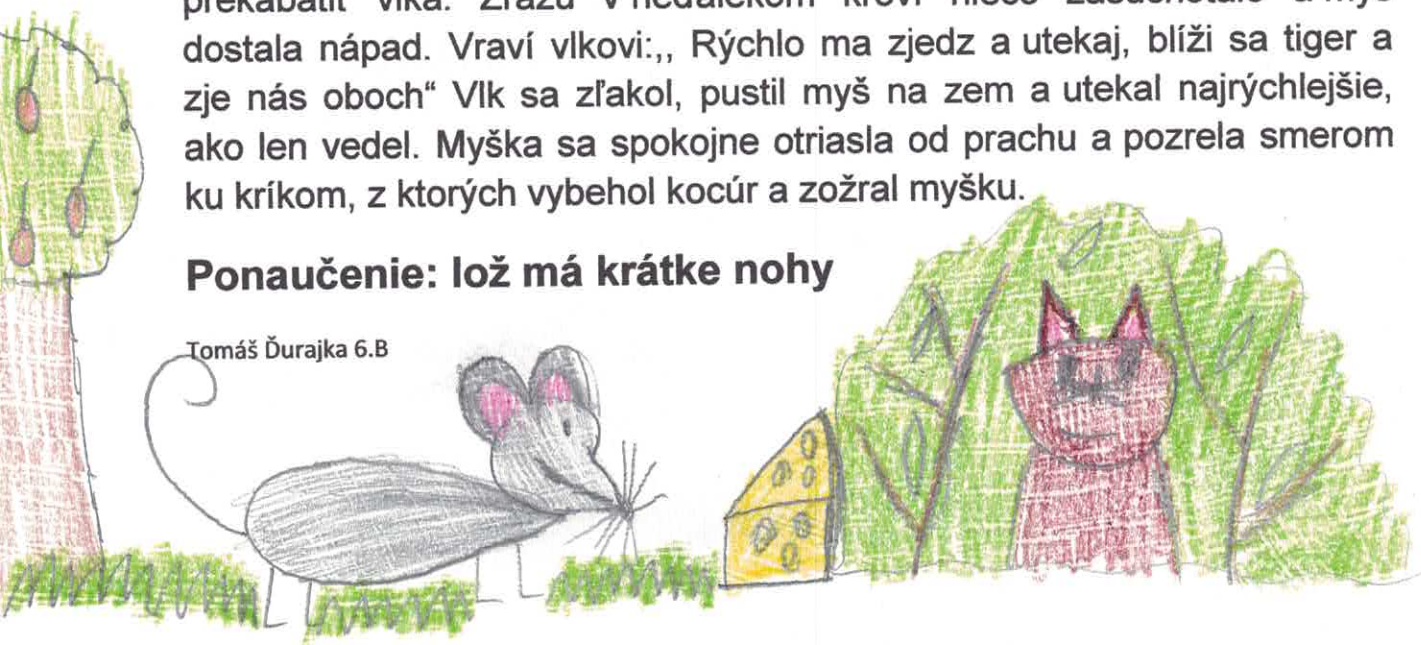 dostala nápad. Vraví vlkovi:,, Rýchlo ma zjedz a utekaj, blíži sa tiger a
zje nás oboch“ Vlk sa zľakol, pustil myš na zem a utekal najrýchlejšie,
ako len vedel. Myška sa spokojne otriasla od prachu a pozrela smerom
ku kríkom, z ktorých vybehol kocúr a zožral myšku.
Ponaučenie: lož má krátke nohy
Tomáš Ďurajka 6.B